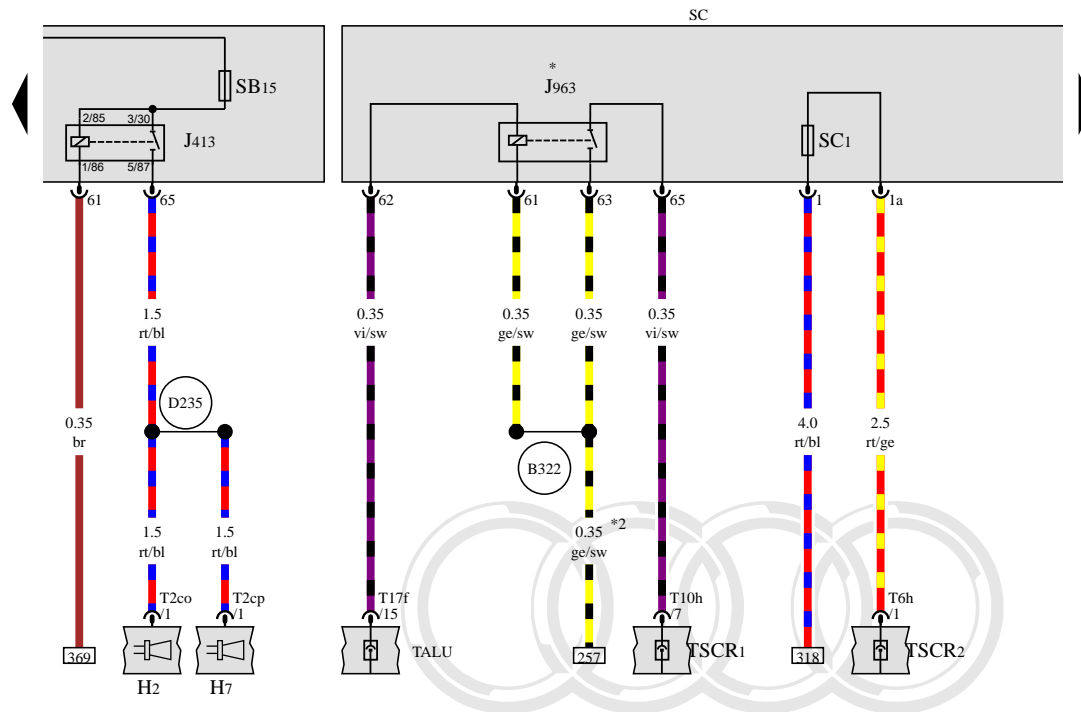 SC
*
J963
SB15
SC1
J413
2/85 3/30
1/86 5/87
61 65 62 61 63 65 1 1a
1.5
rt/bl
0.35
vi/sw
0.35
ge/sw
0.35
ge/sw
0.35
vi/sw
D235
0.35
br
4.0
rt/bl
2.5
rt/ge
B322
1.5
rt/bl
1.5
rt/bl
0.35 *2
ge/sw
T2co
/1
T2cp
/1
T17f
/15
T10h
/7
T6h
/1
369
TALU
257
TSCR1
318
TSCR2
H2
H7